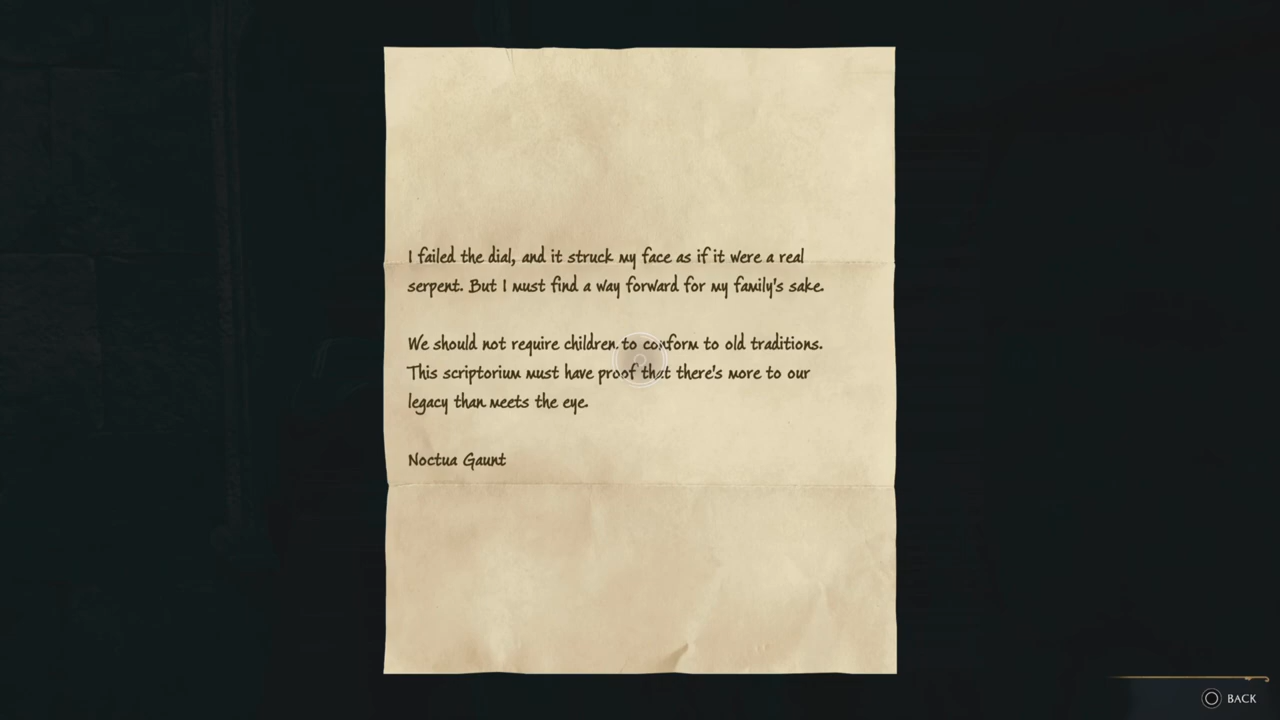 I failed the dial, and it struck my face as if it were a real
serpent. But I must find a way forward for my family's sake.
We should not require children to conform to old traditions.
This scriptorium must have proof that there's more to our
legacy than meets the eye.
Noctua Gaunt
BACK